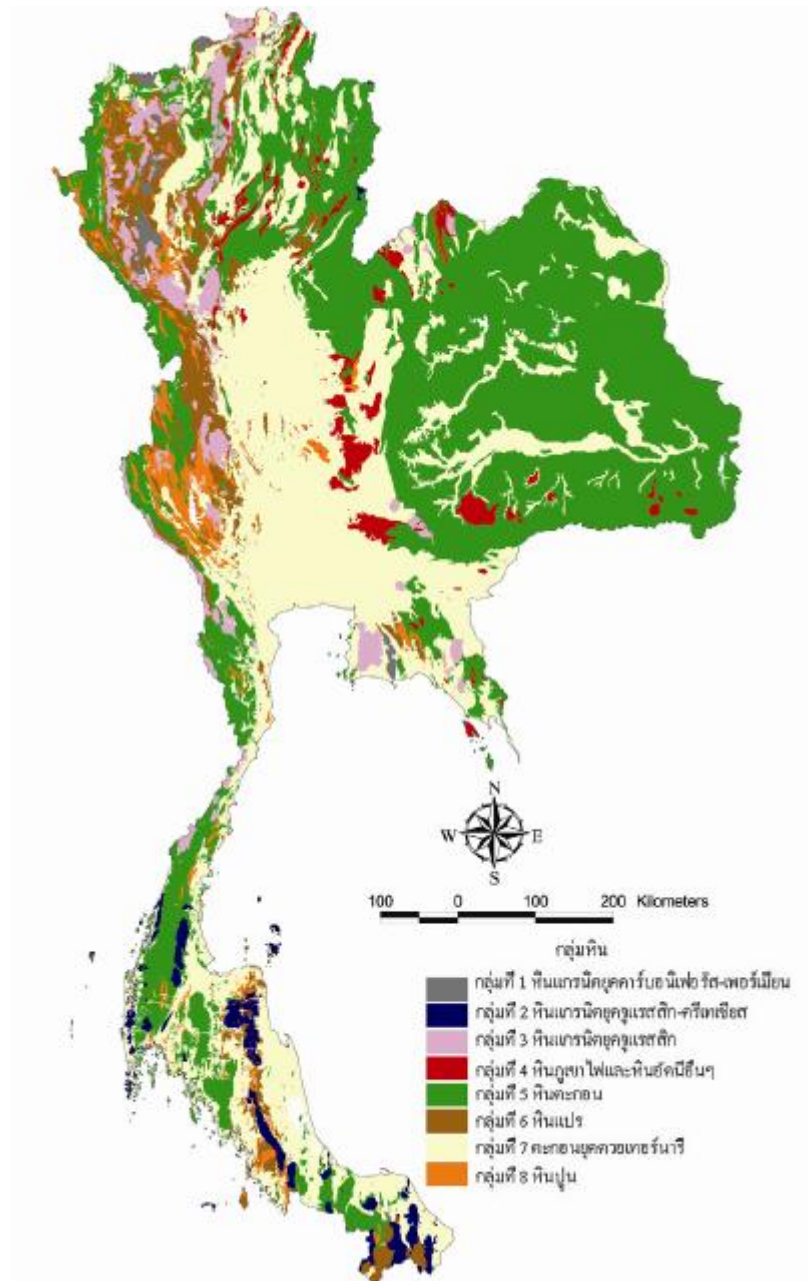 N
W E
S
100 0 100 200 Kilometers
กลุ่มหิน
กลุ่มที่ 1 หินแกรนิตยุคคาร์บอนิเฟอรัส-เพอร์เมียน
กลุ่มที่ 2 หินแกรนิตยุคจูแรสสิก-ครีเทเชียส
กลุ่มที่ 3 หินแกรนิตยุคจูแรสสิก
กลุ่มที่ 4 หินภูเขาไฟและหินอัคนีอื่นๆ
กลุ่มที่ 5 หินตะกอน
กลุ่มที่ 6 หินแปร
กลุ่มที่ 7 ตะกอนยุคควอเทอร์นารี
กลุ่มที่ 8 หินปูน